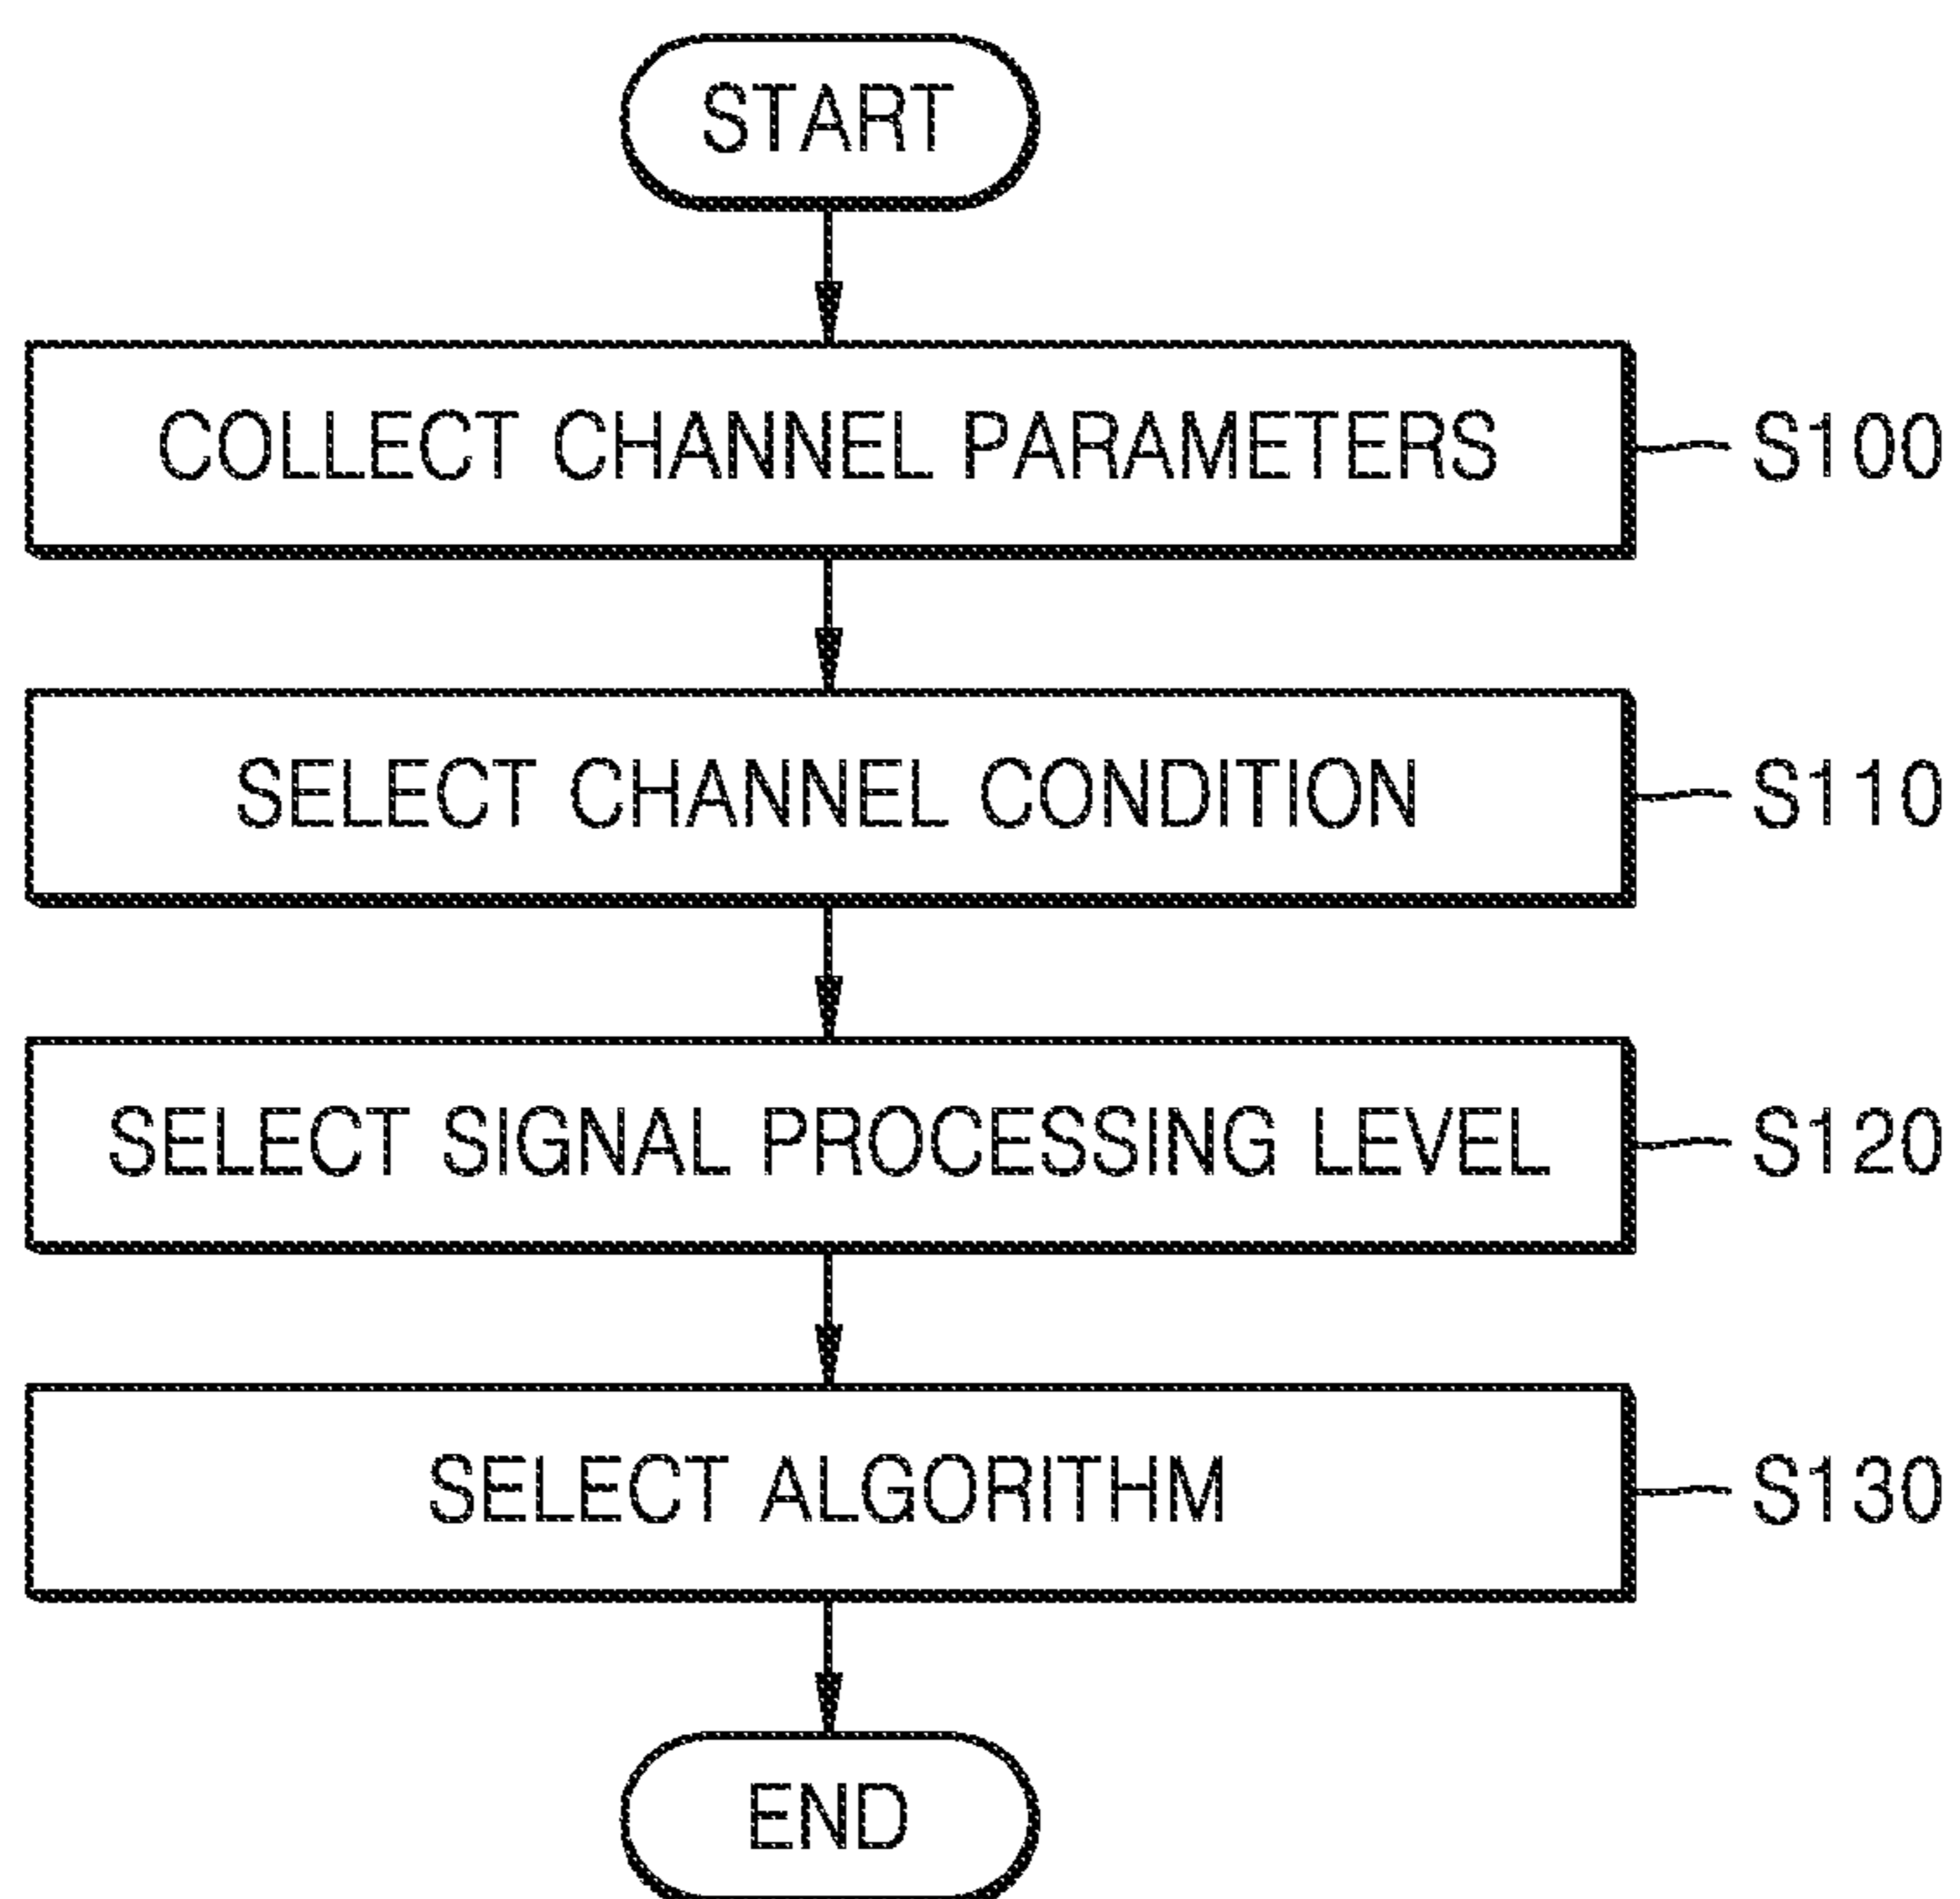 START
COLLECT CHANNEL PARAMETERS S100
SELECT CHANNEL CONDITION S110
SELECT SIGNAL PROCESSING LEVEL S120
SELECT ALGORITHM S130
END